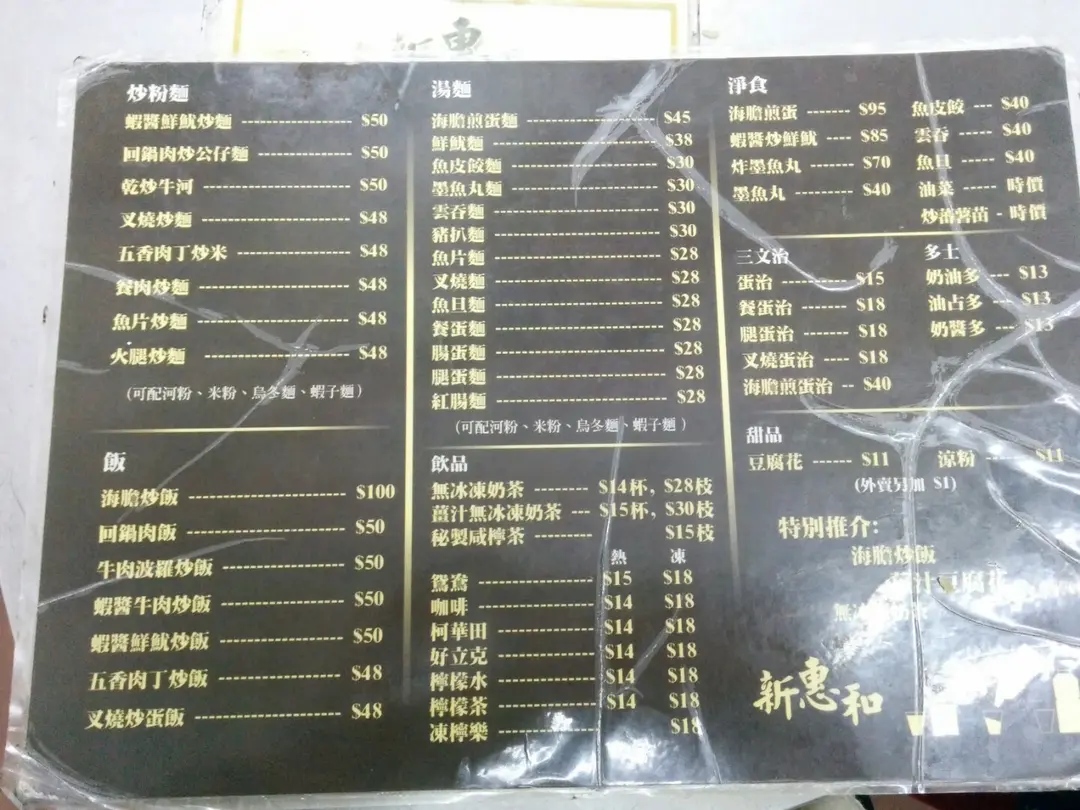 新惠
炒粉麵
蝦醬鮮魷炒麵 $50
回鍋肉炒公仔麵 $50
乾炒牛河 $50
叉燒炒麵 $48
五香肉丁炒米 $48
餐肉炒麵 $48
魚片炒麵 $48
火腿炒麵 $48
(可配河粉、米粉、烏冬麵、蝦子麵)
飯
海膽炒飯 $100
回鍋肉飯 $50
牛肉波羅炒飯 $50
蝦醬牛肉炒飯 $50
蝦醬鮮魷炒飯 $50
五香肉丁炒飯 $48
叉燒炒蛋飯 $48
湯麵
海膽煎蛋麵 $45
鮮魷麵 $38
魚皮餃麵 $30
墨魚丸麵 $30
雲吞麵 $30
豬扒麵 $30
魚片麵 $28
叉燒麵 $28
魚旦麵 $28
餐蛋麵 $28
腸蛋麵 $28
腿蛋麵 $28
紅腸麵 $28
(可配河粉、米粉、烏冬麵、蝦子麵)
飲品
無冰凍奶茶 $14杯, $28枝
薑汁無冰凍奶茶 $15杯, $30枝
秘製咸檸茶 $15枝
熱 凍
鴛鴦 $15 $18
咖啡 $14 $18
柯華田 $14 $18
好立克 $14 $18
檸檬水 $14 $18
檸檬茶 $14 $18
凍檸樂 $18
淨食
海膽煎蛋 $95
蝦醬炒鮮魷 $85
炸墨魚丸 $70
墨魚丸 $40
魚皮餃 $40
雲吞 $40
魚旦 $40
油菜 時價
炒蕃薯苗 - 時價
三文治
蛋治 $15
餐蛋治 $18
腿蛋治 $18
叉燒蛋治 $18
海膽煎蛋治 $40
多士
奶油多 $13
油占多 $13
奶醬多 $13
甜品
豆腐花 $11
涼粉 $11
(外賣另加 $1)
特別推介:
海膽炒飯
汁豆腐花
無冰
新惠和